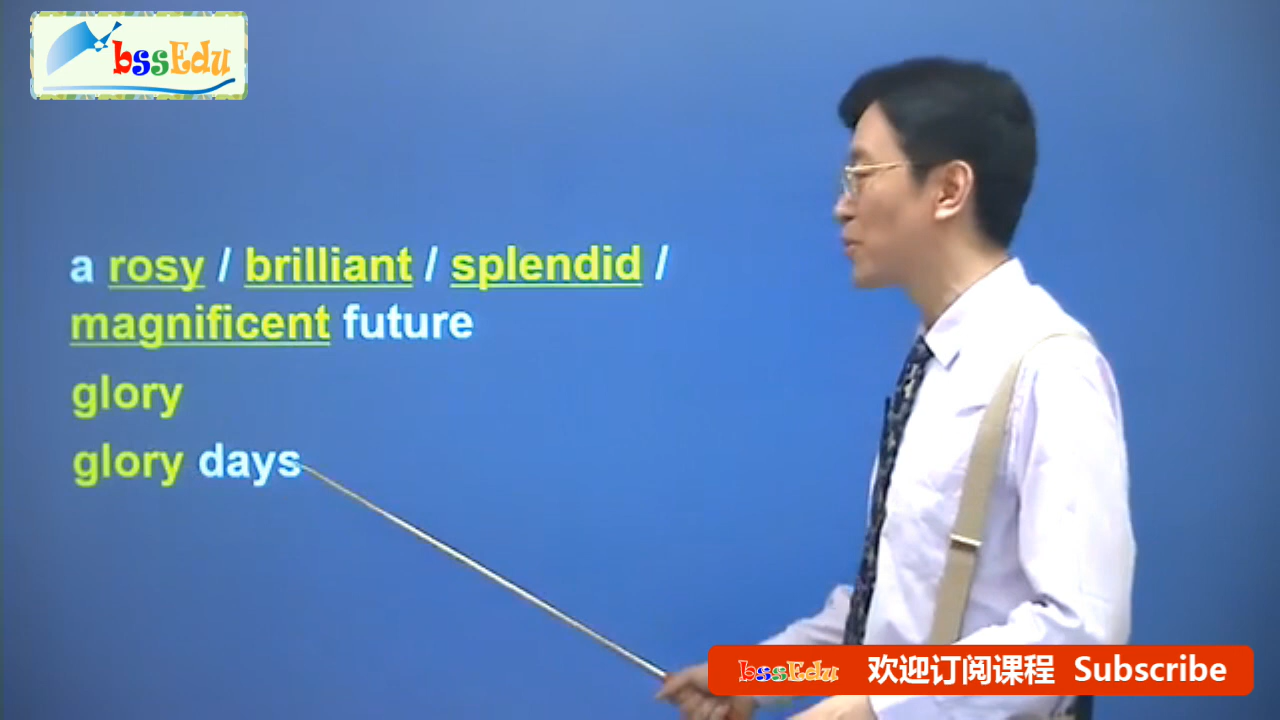 bssEdu
a rosy / brilliant / splendid /
magnificent future
glory
glory days
bssEdu 欢迎订阅课程 Subscribe